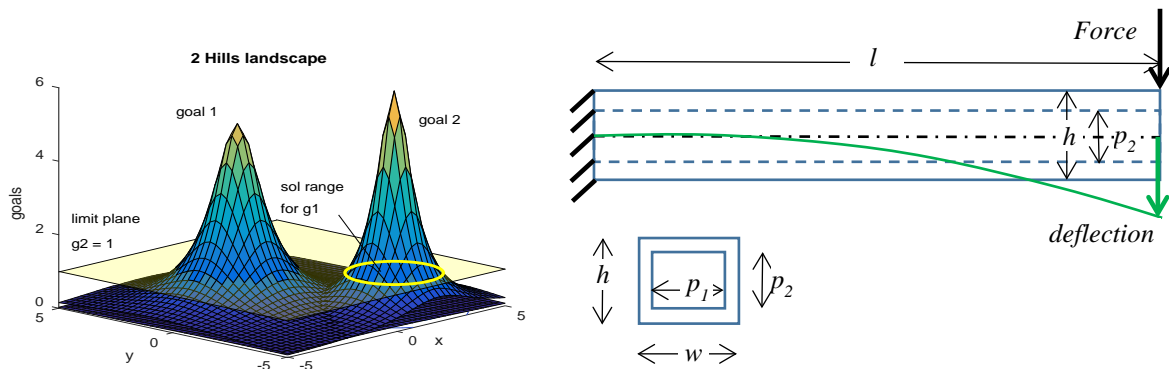 2 Hills landscape
6
4
2
0
goals
goal 1
goal 2
sol range
for g1
limit plane
g2 = 1
5
0
-5
y
-5
0
5
x
Force
l
h
p2
deflection
h
p1
p2
w